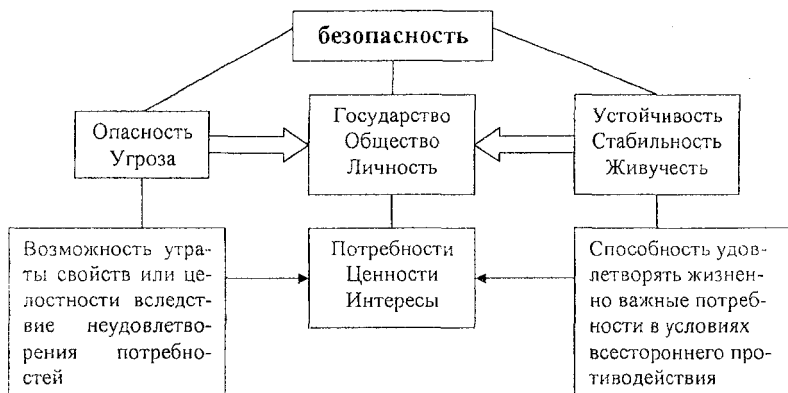 безопасность
Опасность
Угроза
Государство
Общество
Личность
Устойчивость
Стабильность
Живучесть
Возможность утра-
ты свойств или це-
лостности вследст-
вие неудовлетво-
рения потребно-
стей
Потребности
Ценности
Интересы
Способность удов-
летворять жизнен-
но важные потреб-
ности в условиях
всестороннего про-
тиводействия